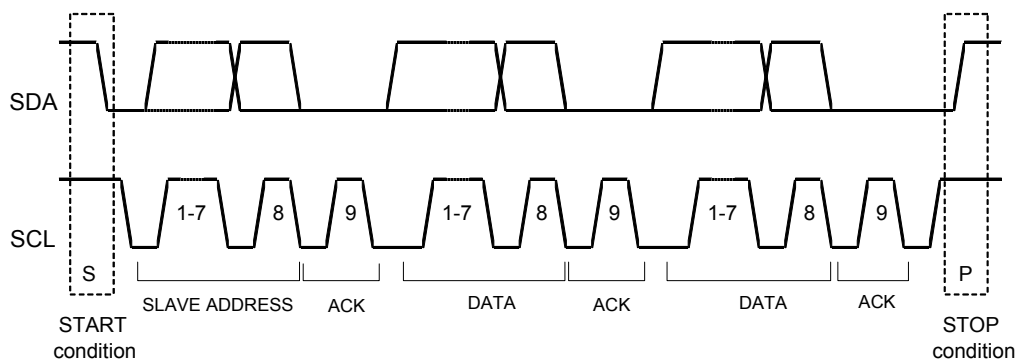 SDA
1-7 8 9 1-7 8 9 1-7 8 9
SCL
S P
SLAVE ADDRESS ACK DATA ACK DATA ACK
START
condition
STOP
condition